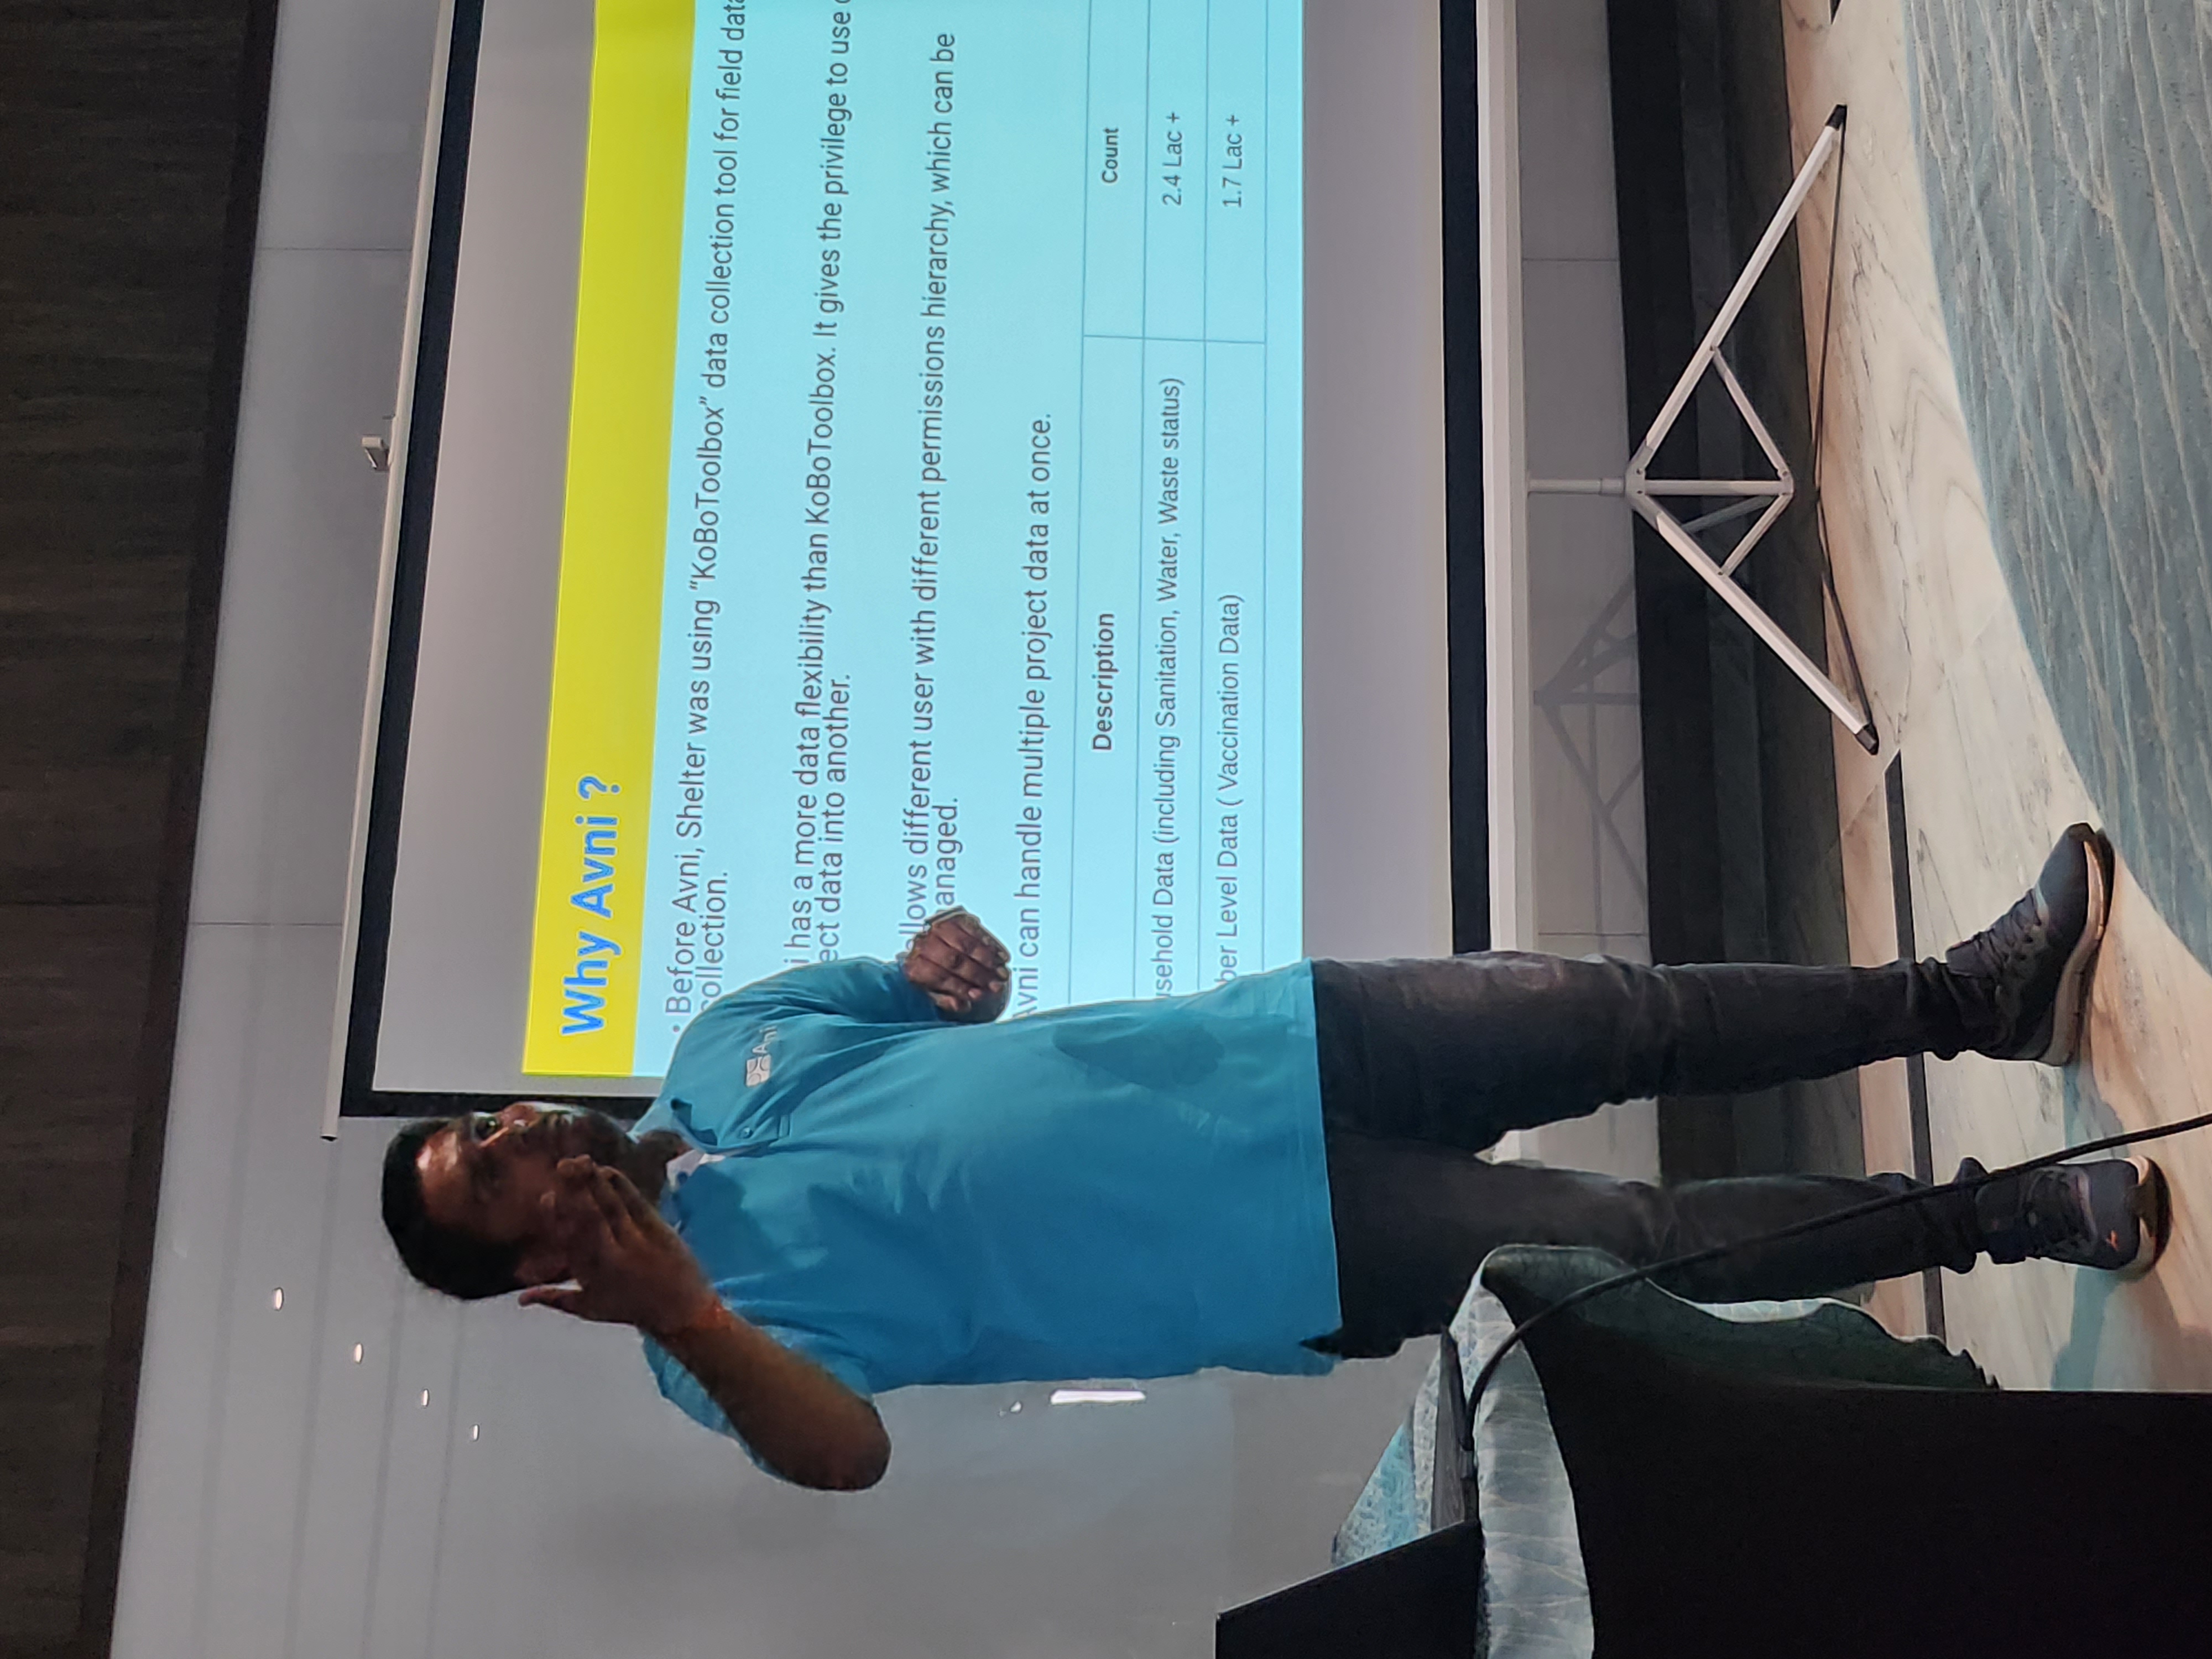 Why Avni ?
• Before Avni, Shelter was using “KoBoToolbox” data collection tool for field data
collection.
has a more data flexibility than KoBoToolbox. It gives the privilege to use
data into another.
allows different user with different permissions hierarchy, which can be
managed.
Avni can handle multiple project data at once.
Description Count
Data (including Sanitation, Water, Waste status) 2.4 Lac +
Level Data ( Vaccination Data) 1.7 Lac +